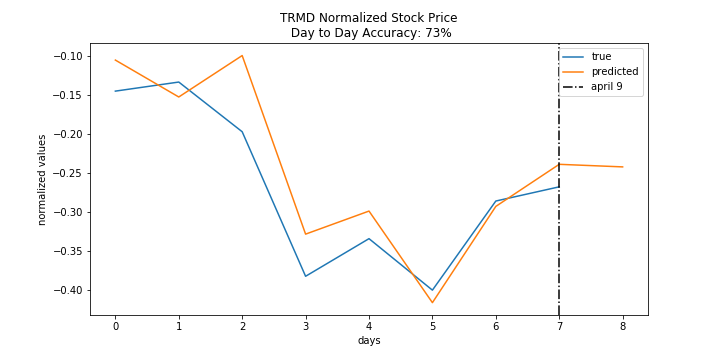 TRMD Normalized Stock Price
Day to Day Accuracy: 73%
normalized values
−0.10
−0.15
−0.20
−0.25
−0.30
−0.35
−0.40
true
predicted
april 9
0 1 2 3 4 5 6 7 8
days